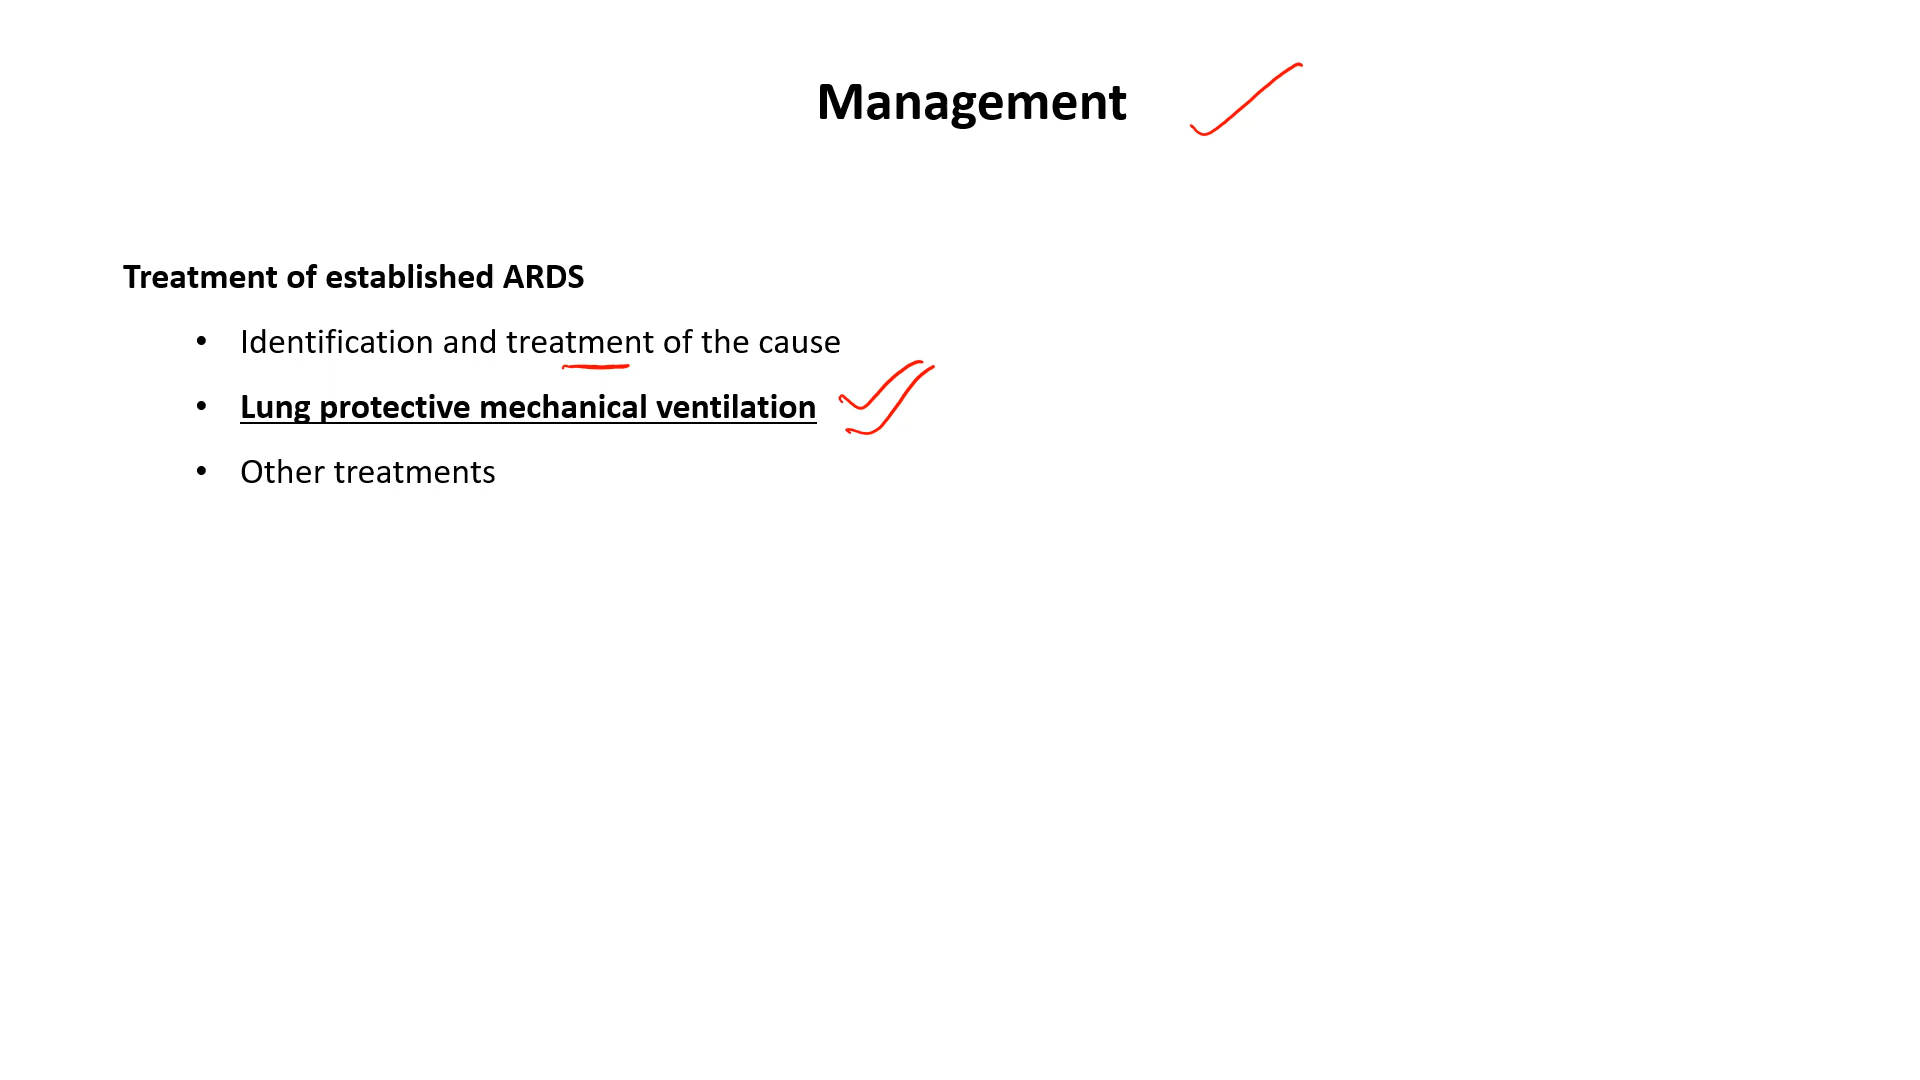 Management
Treatment of established ARDS
• Identification and treatment of the cause
• Lung protective mechanical ventilation
• Other treatments